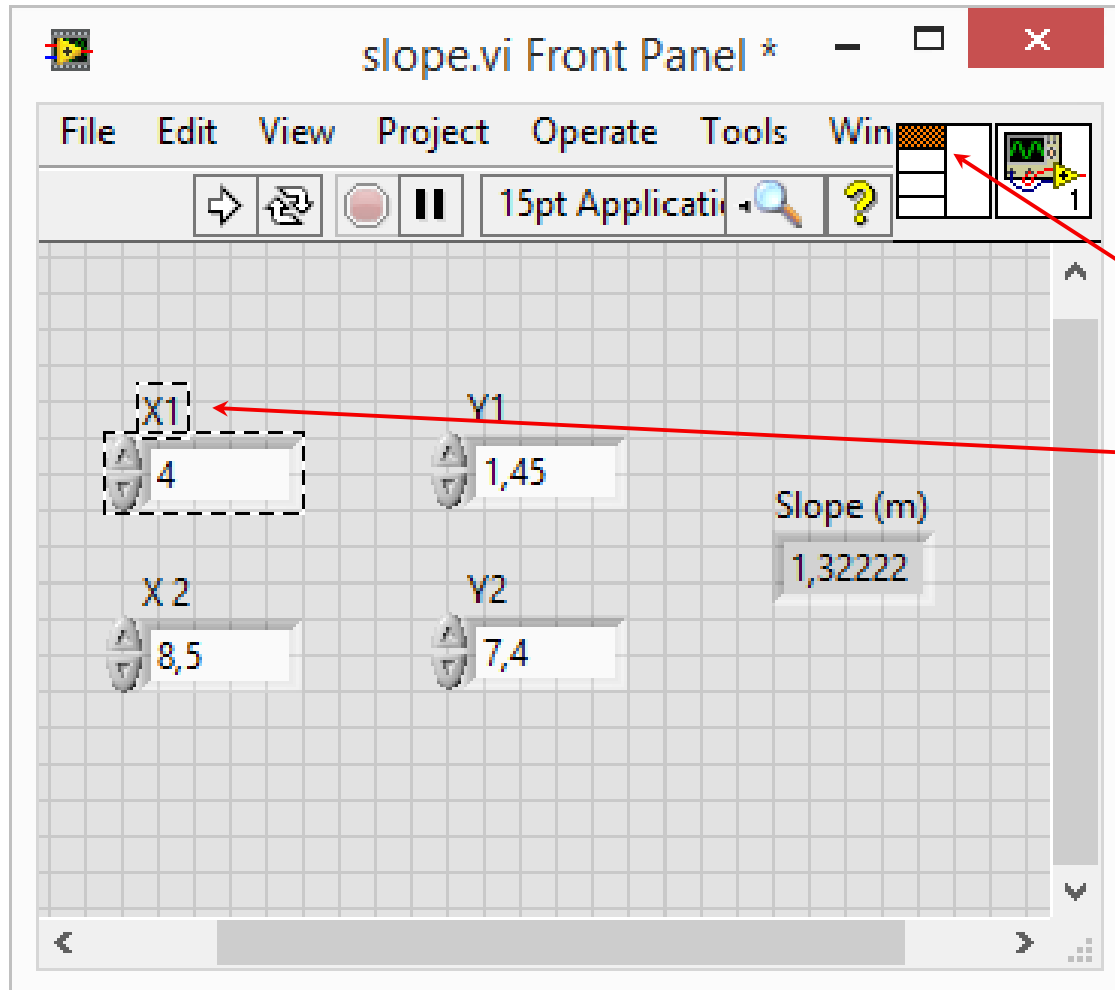 slope.vi Front Panel *
File Edit View Project Operate Tools Win
15pt Applicati
1
X1
4
Y1
1,45
Slope (m)
1,32222
X 2
8,5
Y2
7,4